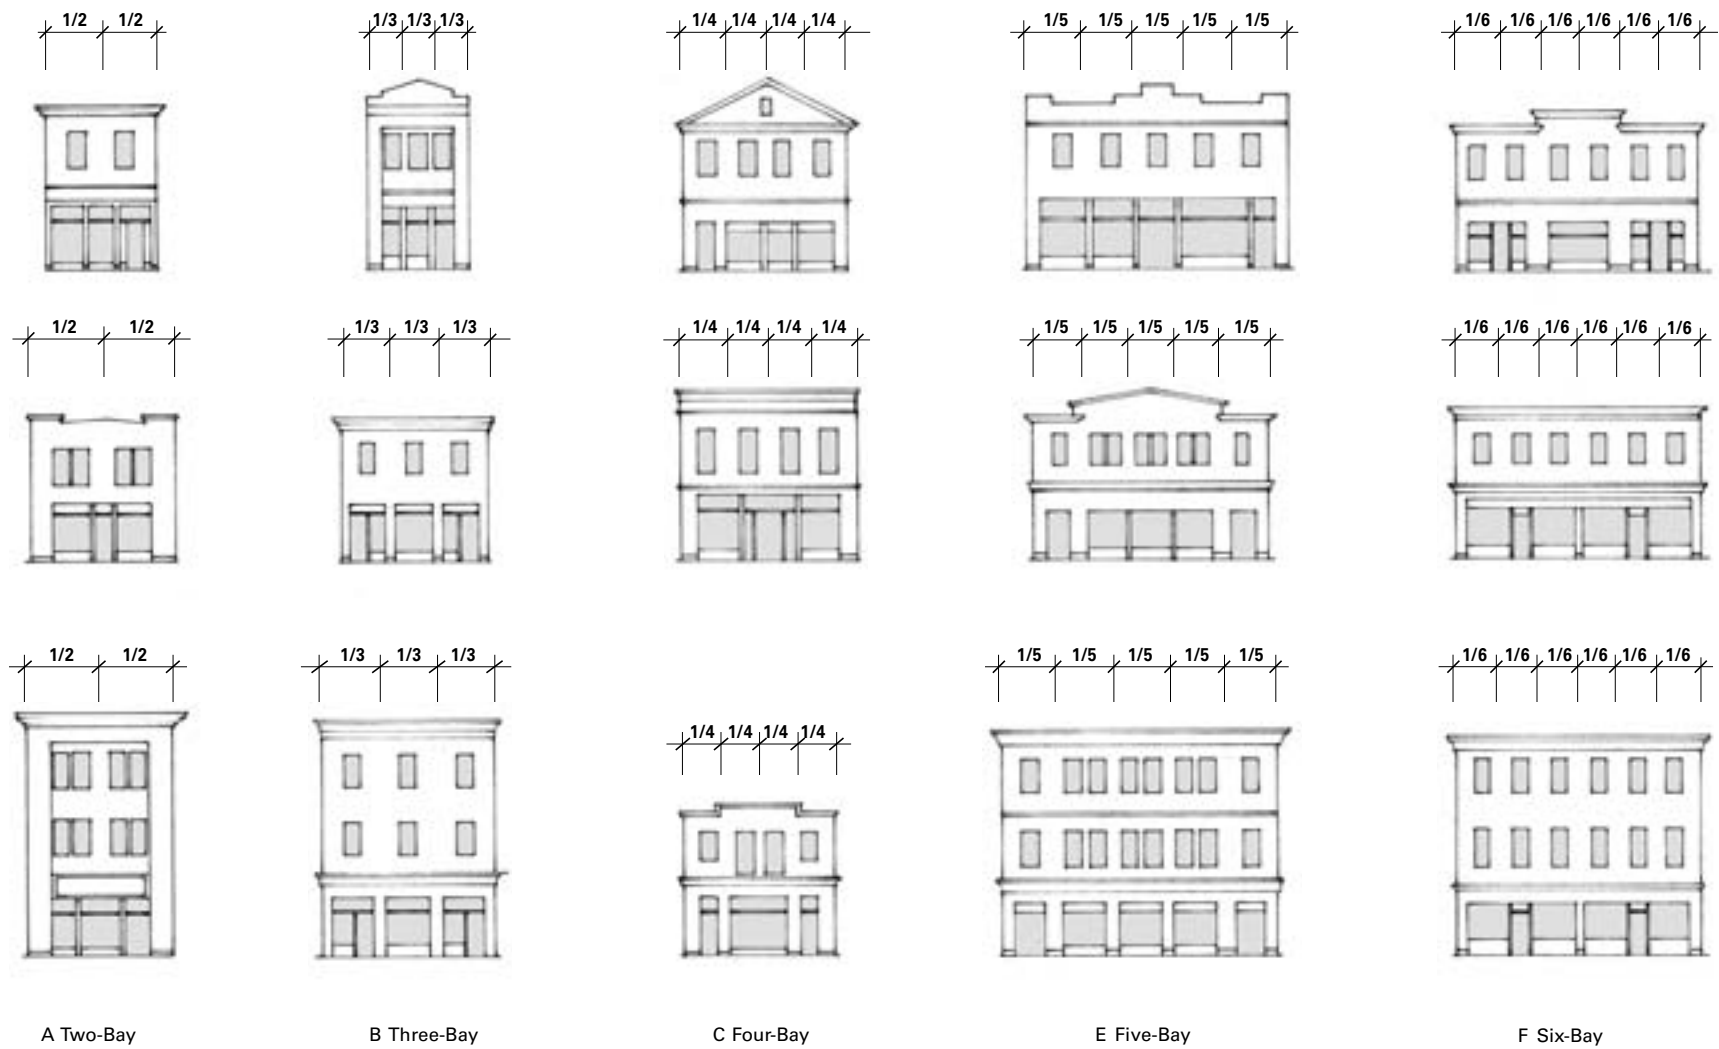 1/2 1/2 1/3 1/3 1/3 1/4 1/4 1/4 1/4 1/5 1/5 1/5 1/5 1/5 1/6 1/6 1/6 1/6 1/6 1/6
1/2 1/2 1/3 1/3 1/3 1/4 1/4 1/4 1/4 1/5 1/5 1/5 1/5 1/5 1/6 1/6 1/6 1/6 1/6 1/6
1/2 1/2 1/3 1/3 1/3 1/5 1/5 1/5 1/5 1/5 1/6 1/6 1/6 1/6 1/6 1/6
1/4 1/4 1/4 1/4
A Two-Bay B Three-Bay C Four-Bay E Five-Bay F Six-Bay